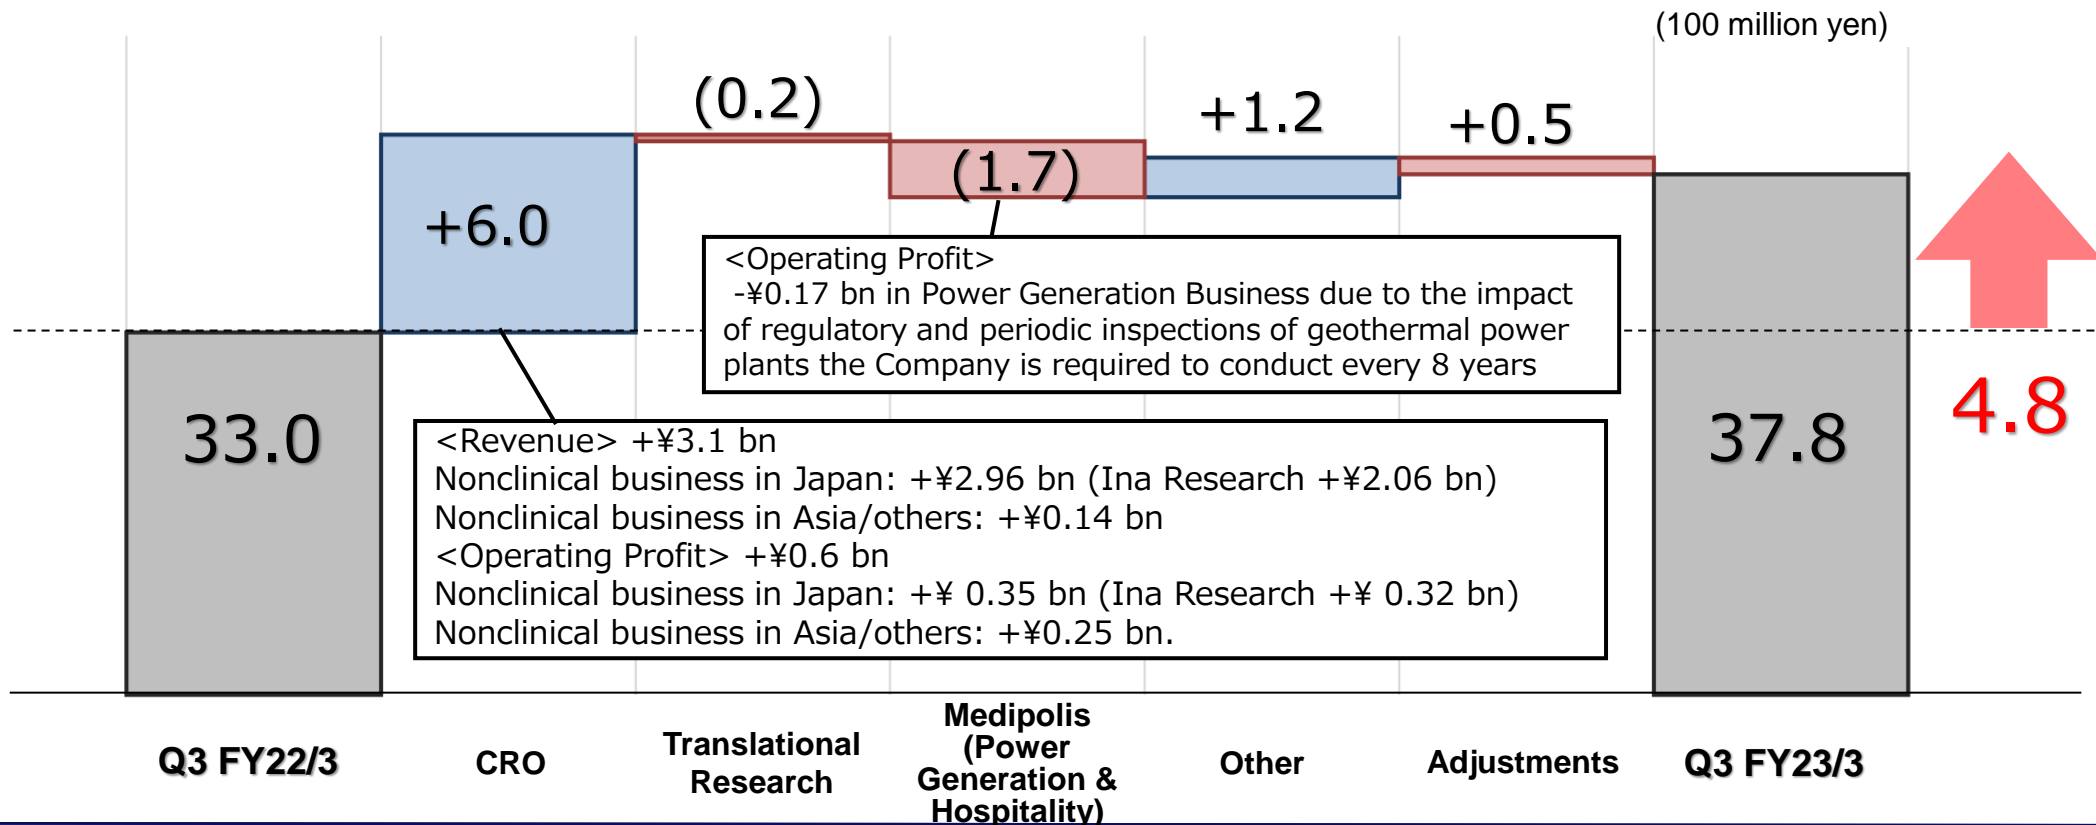 (100 million yen)
(0.2)
+1.2
+0.5
(1.7)
+6.0
<Operating Profit>
-¥0.17 bn in Power Generation Business due to the impact
of regulatory and periodic inspections of geothermal power
plants the Company is required to conduct every 8 years
33.0
37.8
4.8
<Revenue> +¥3.1 bn
Nonclinical business in Japan: +¥2.96 bn (Ina Research +¥2.06 bn)
Nonclinical business in Asia/others: +¥0.14 bn
<Operating Profit> +¥0.6 bn
Nonclinical business in Japan: +¥ 0.35 bn (Ina Research +¥ 0.32 bn)
Nonclinical business in Asia/others: +¥0.25 bn.
Q3 FY22/3
CRO
Translational
Research
Medipolis
(Power
Generation &
Hospitality)
Other
Adjustments
Q3 FY23/3